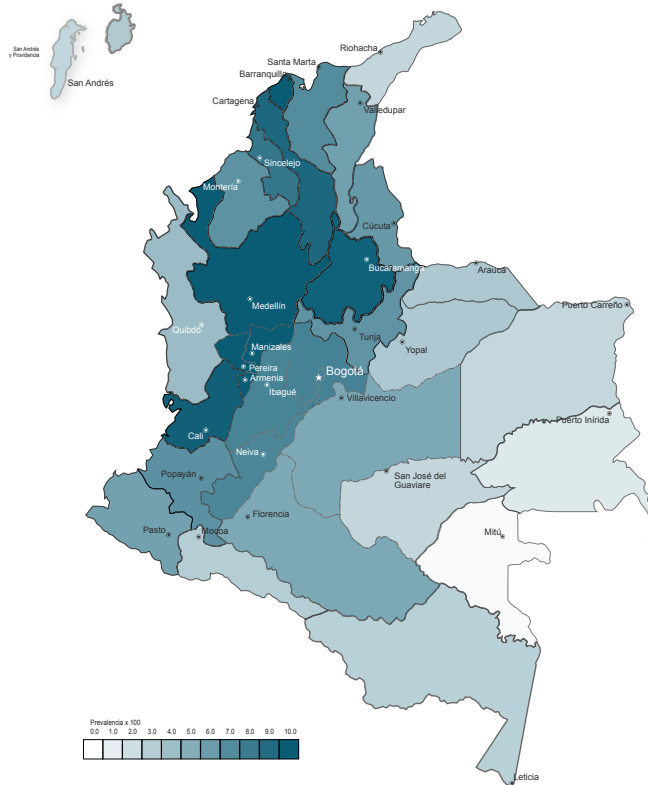 San Andrés
y Providencia
San Andrés
Riohacha
Santa Marta
Barranquilla
Cartagena
Valledupar
Sincelejo
Montería
Cúcuta
Bucaramanga
Arauca
Medellín
Puerto Carreño
Quibdó
Tunja
Yopal
Manizales
Pereira
Armenia
Ibagué
Bogotá
Villavicencio
Puerto Inírida
Cali
Neiva
San José del
Guaviare
Popayán
Florencia
Pasto
Mocoa
Mitú
Prevalencia x 100
0.0 1.0 2.0 3.0 4.0 5.0 6.0 7.0 8.0 9.0 10.0
Leticia